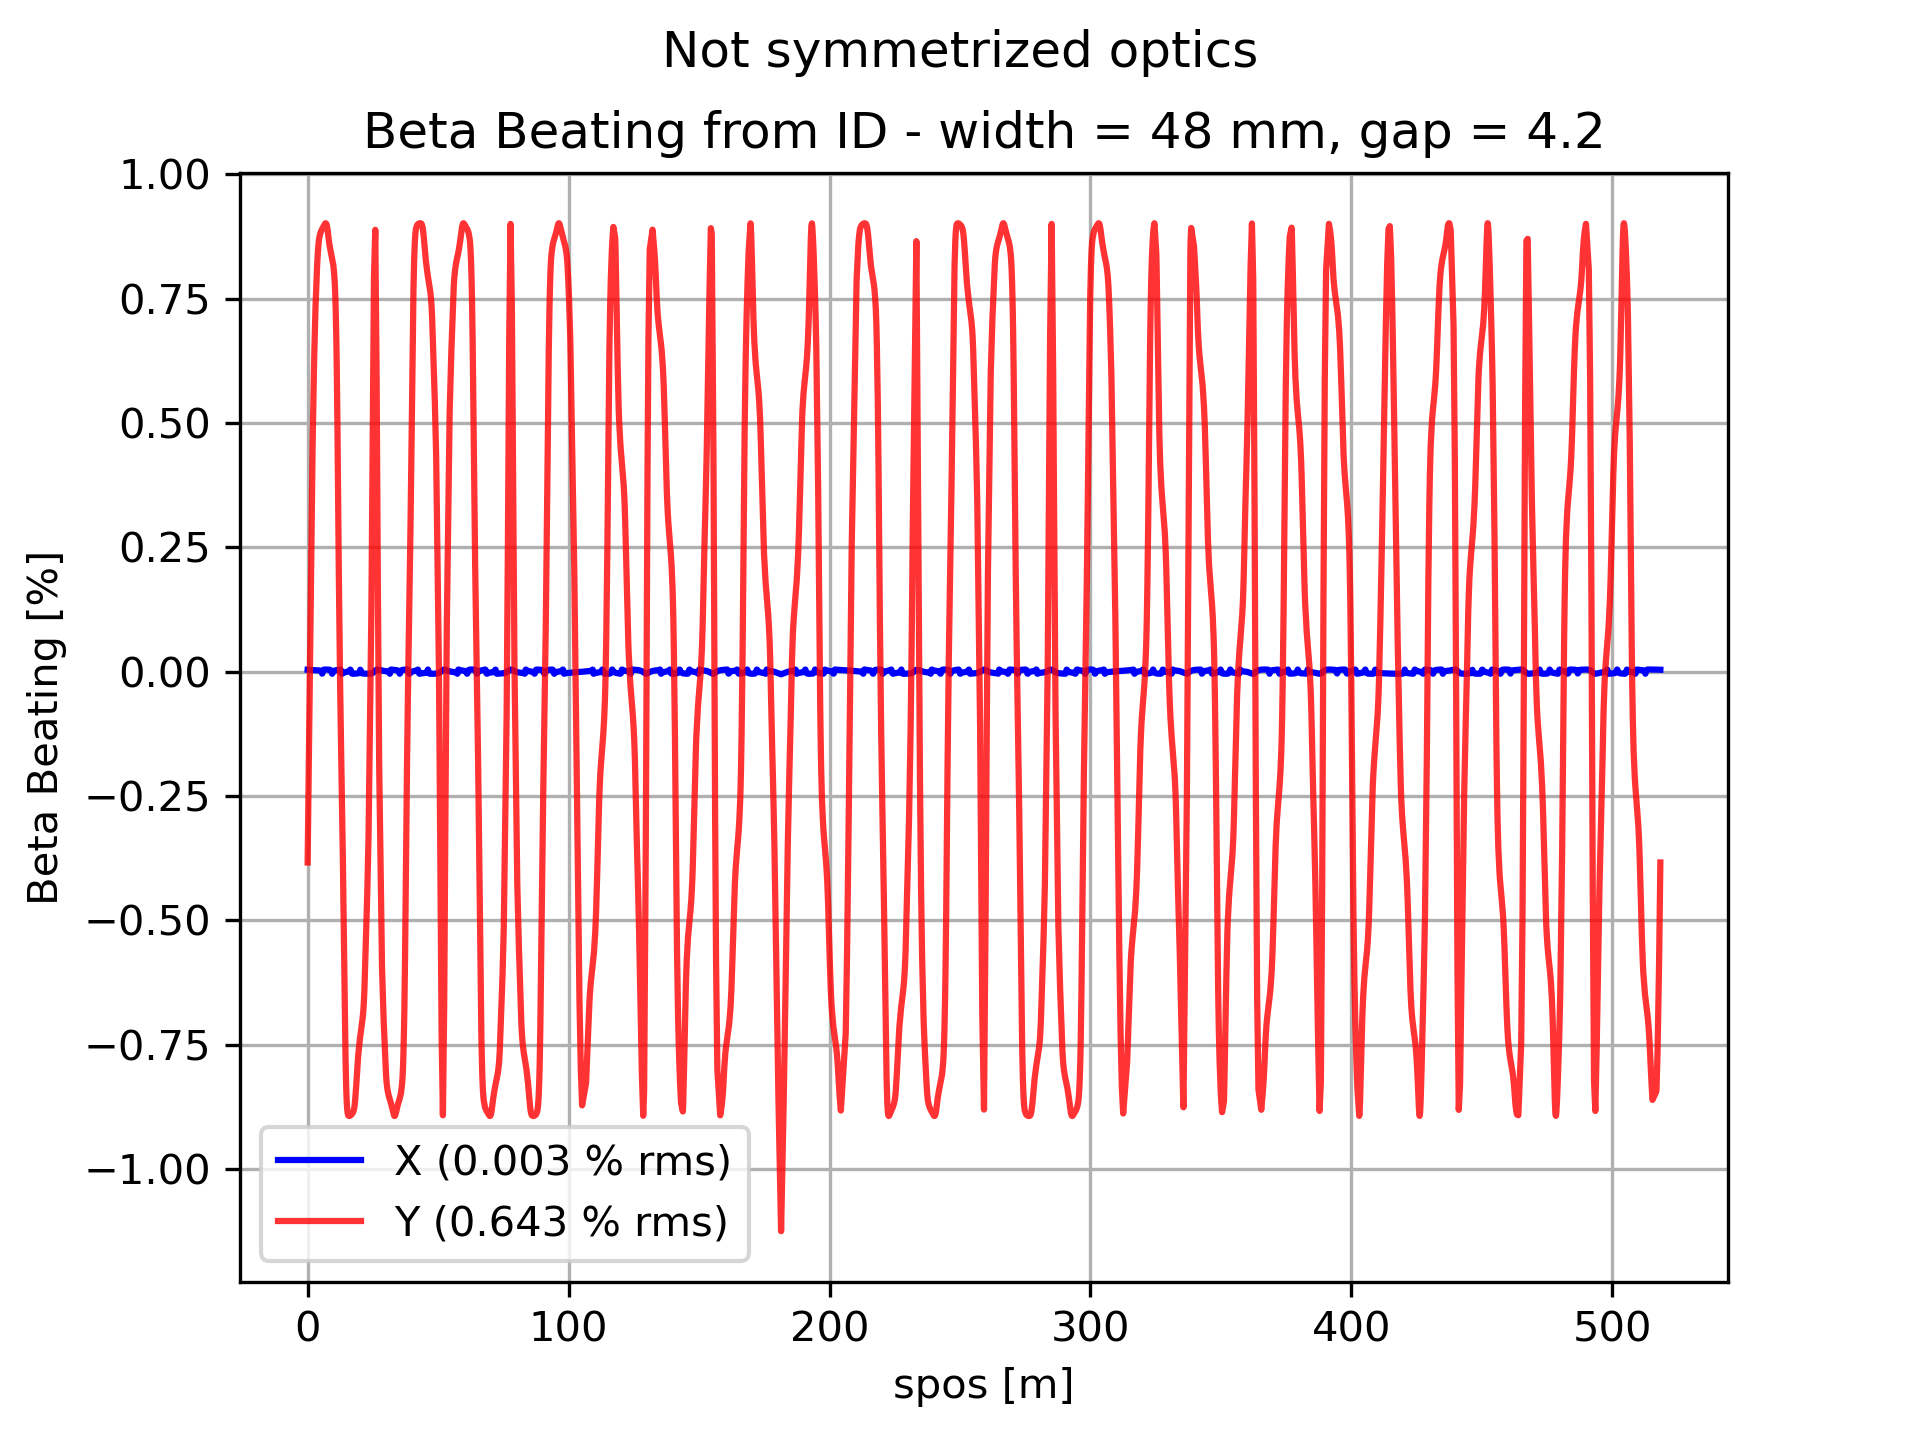 Not symmetrized optics
Beta Beating from ID - width = 48 mm, gap = 4.2
1.00
0.75
0.50
0.25
0.00
−0.25
−0.50
−0.75
−1.00
Beta Beating [%]
X (0.003 % rms)
Y (0.643 % rms)
0 100 200 300 400 500
spos [m]